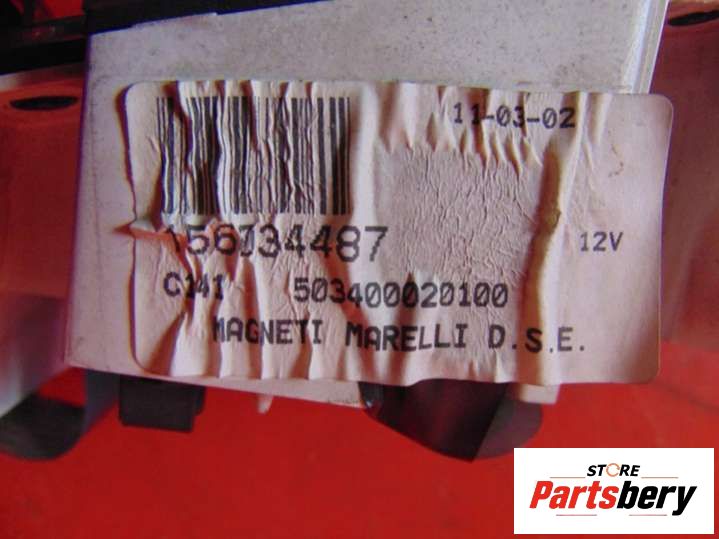 11-03-02
156034487
12V
C141 503400020100
MAGNETI MARELLI D.S.E.
STORE
Partsbery